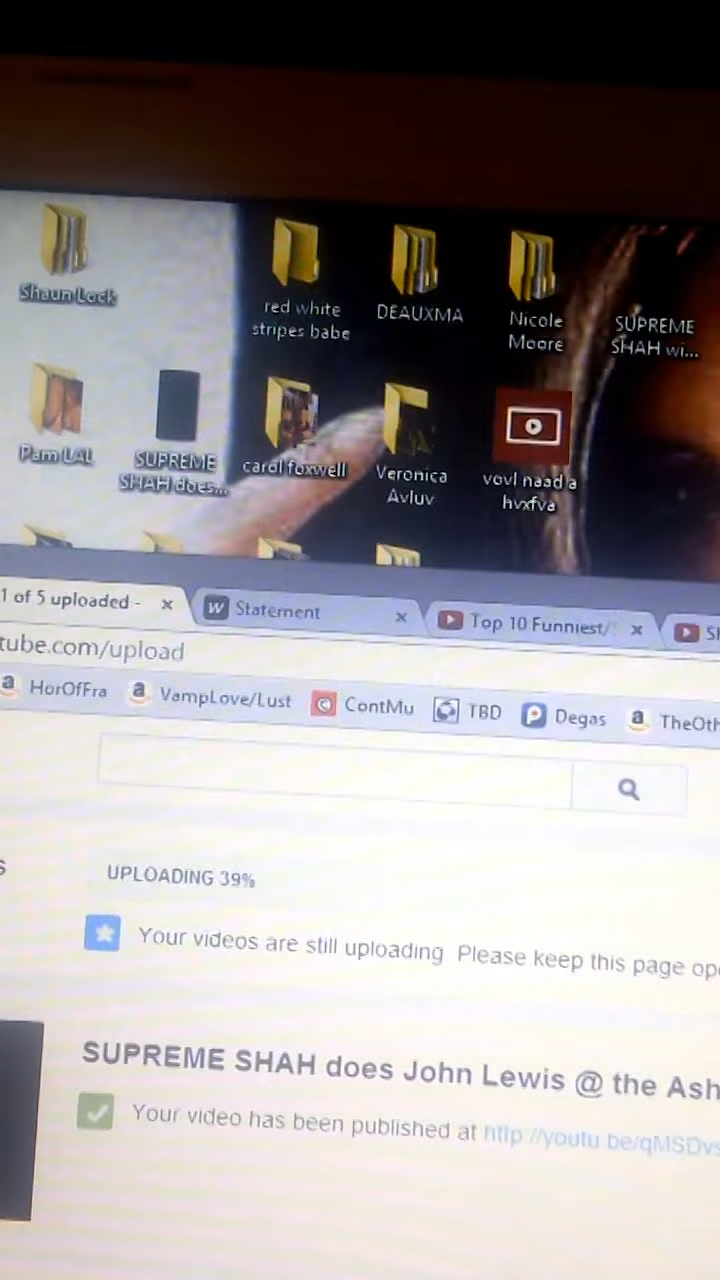 Shaun Lock
red white
stripes babe
DEAUXMA
Nicole
Moore
SUPREME
SHAH wi...
Pam LAL
SUPREME
SHAH does...
carol foxwell
Veronica
Avluv
vovl naad a
hvxfva
1 of 5 uploaded -
Statement
Top 10 Funniest/
tube.com/upload
HorOfFra
VampLove/Lust
ContMu
TBD
Degas
TheOth
UPLOADING 39%
Your videos are still uploading Please keep this page ope
SUPREME SHAH does John Lewis @ the Ash
Your video has been published at http://youtu be/qMSDvs